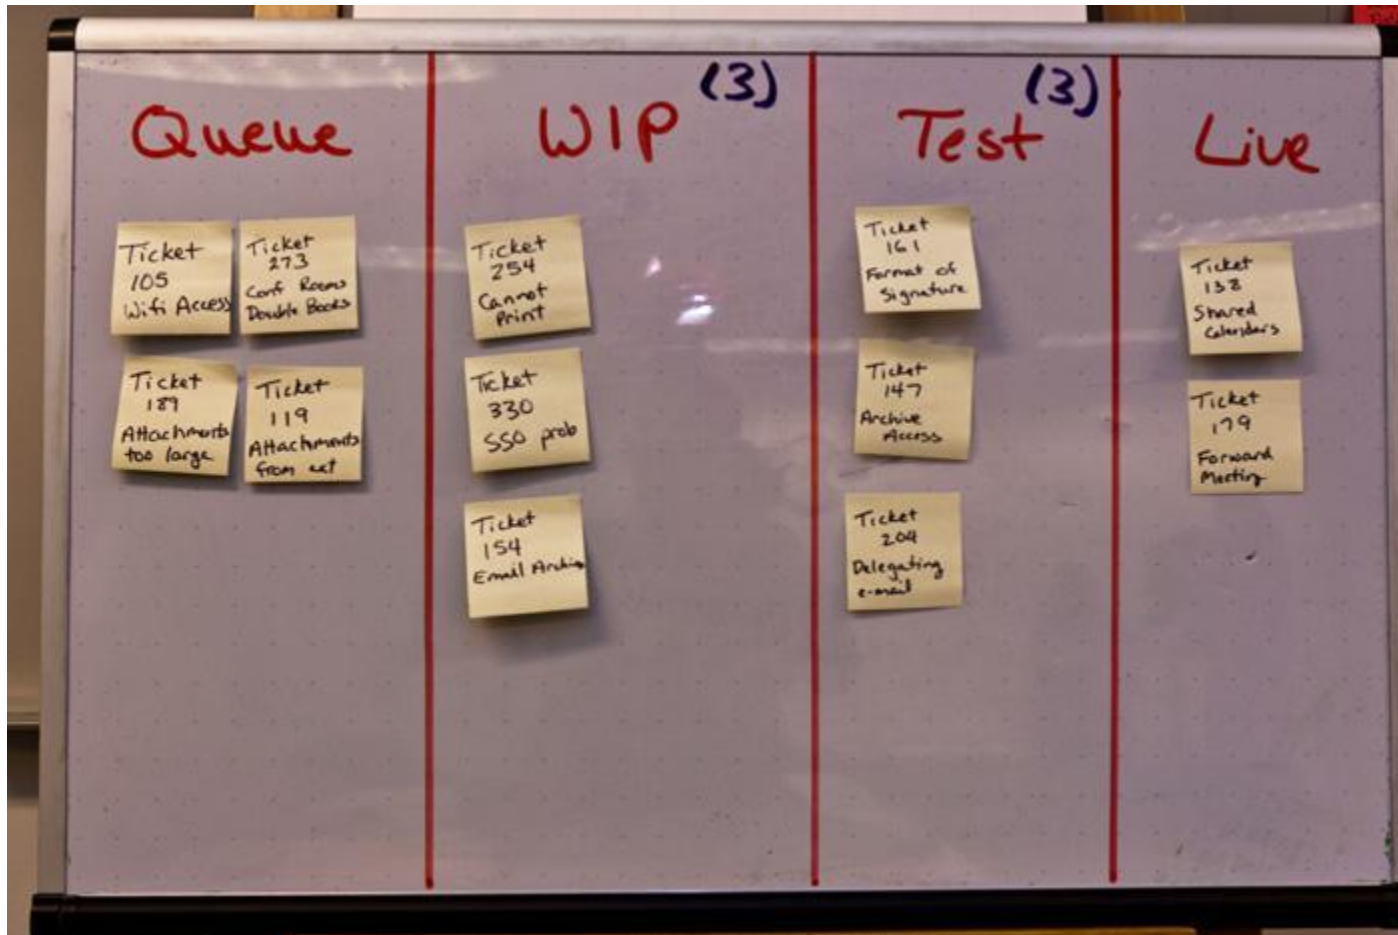 Queue
Ticket
105
Wifi Access
Ticket
273
Conf Rooms
Double Books
Ticket
189
Attachments
too large
Ticket
119
Attachments
from ext
WIP
(3)
Ticket
254
Cannot
Print
Ticket
330
SSO prob
Ticket
154
Email
Test
(3)
Ticket
161
Format of
Signature
Ticket
147
Archive
Access
Ticket
204
Delegating
e-mail
Live
Ticket
138
Shared
Calendars
Ticket
179
Forward
Meeting